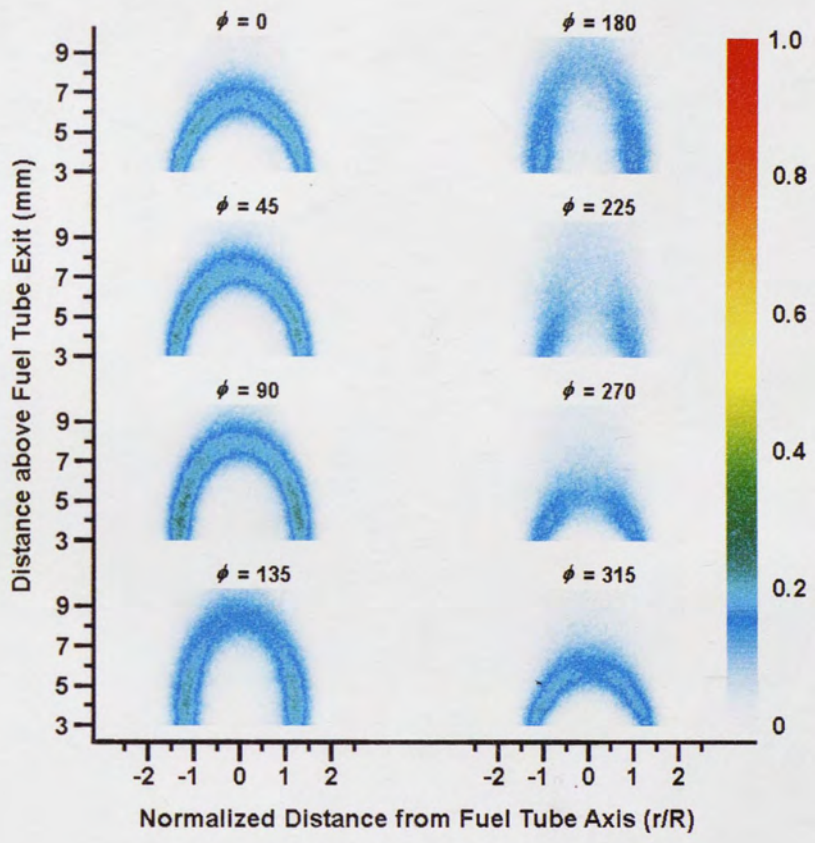 ϕ = 0
ϕ = 180
9
7
5
3
ϕ = 45
ϕ = 225
9
7
5
3
ϕ = 90
ϕ = 270
9
7
5
3
ϕ = 135
ϕ = 315
9
7
5
3
Distance above Fuel Tube Exit (mm)
1.0
0.8
0.6
0.4
0.2
0
-2 -1 0 1 2 -2 -1 0 1 2
Normalized Distance from Fuel Tube Axis (r/R)